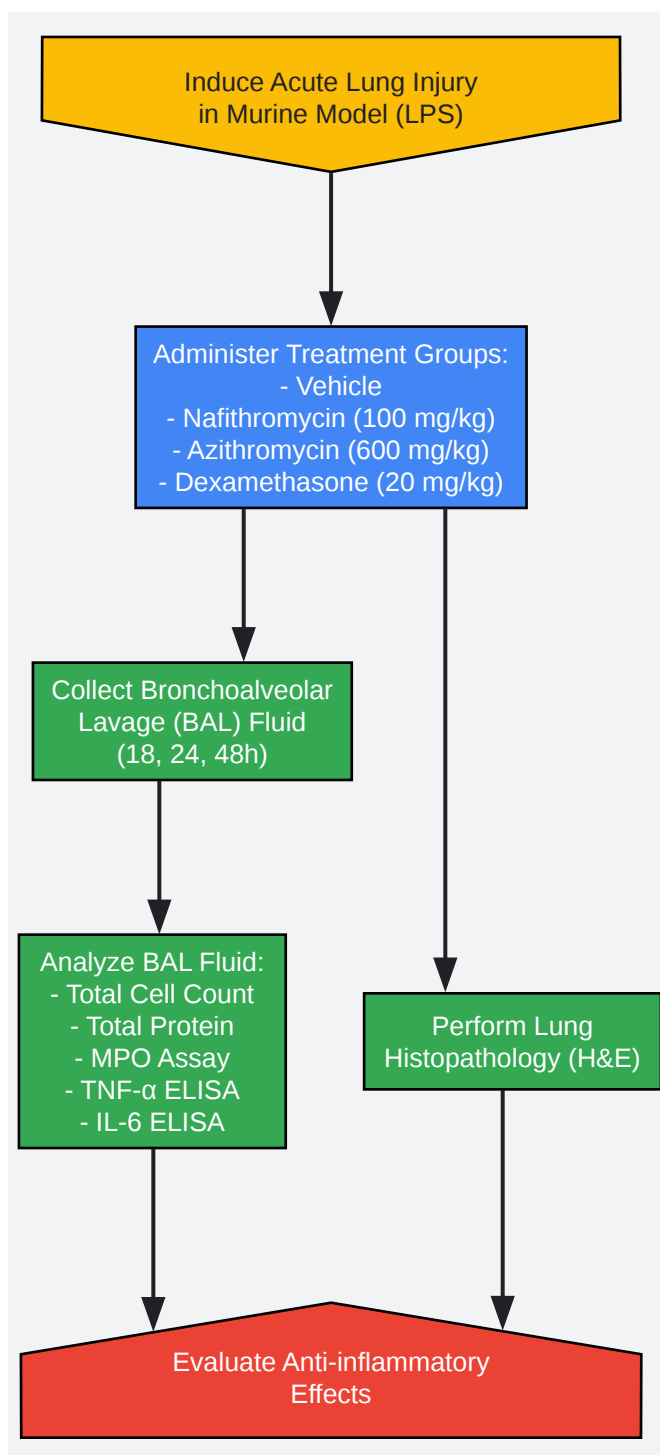 Induce Acute Lung Injury
in Murine Model (LPS)
Administer Treatment Groups:
- Vehicle
- Nafithromycin (100 mg/kg)
- Azithromycin (600 mg/kg)
- Dexamethasone (20 mg/kg)
Collect Bronchoalveolar
Lavage (BAL) Fluid
(18, 24, 48h)
Analyze BAL Fluid:
- Total Cell Count
- Total Protein
- MPO Assay
- TNF-α ELISA
- IL-6 ELISA
Perform Lung
Histopathology (H&E)
Evaluate Anti-inflammatory
Effects